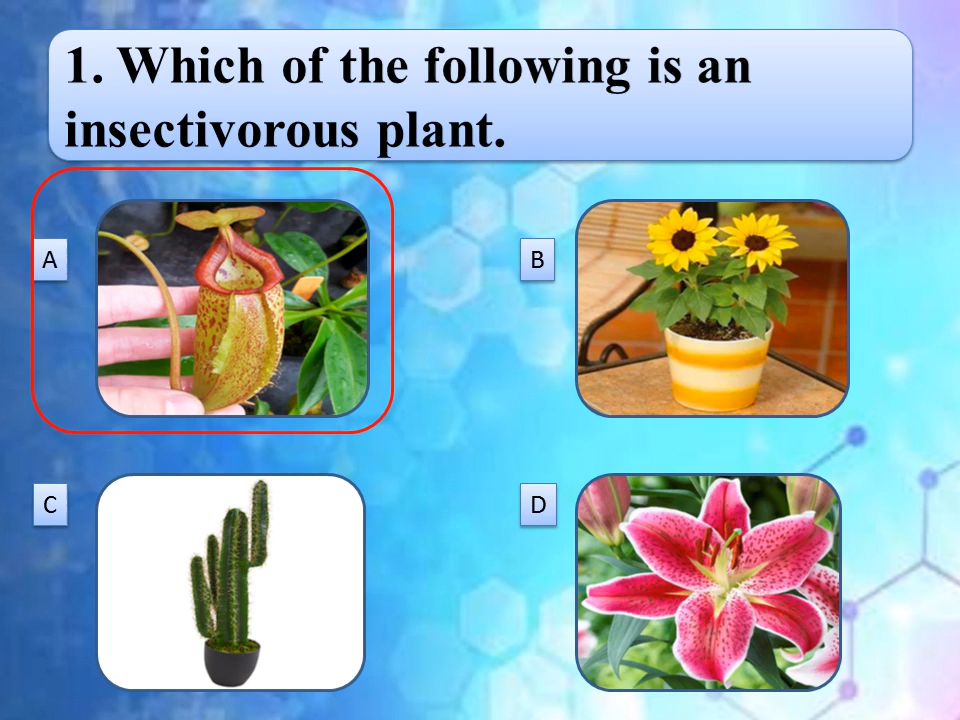 1. Which of the following is an
insectivorous plant.
A
B
C
D